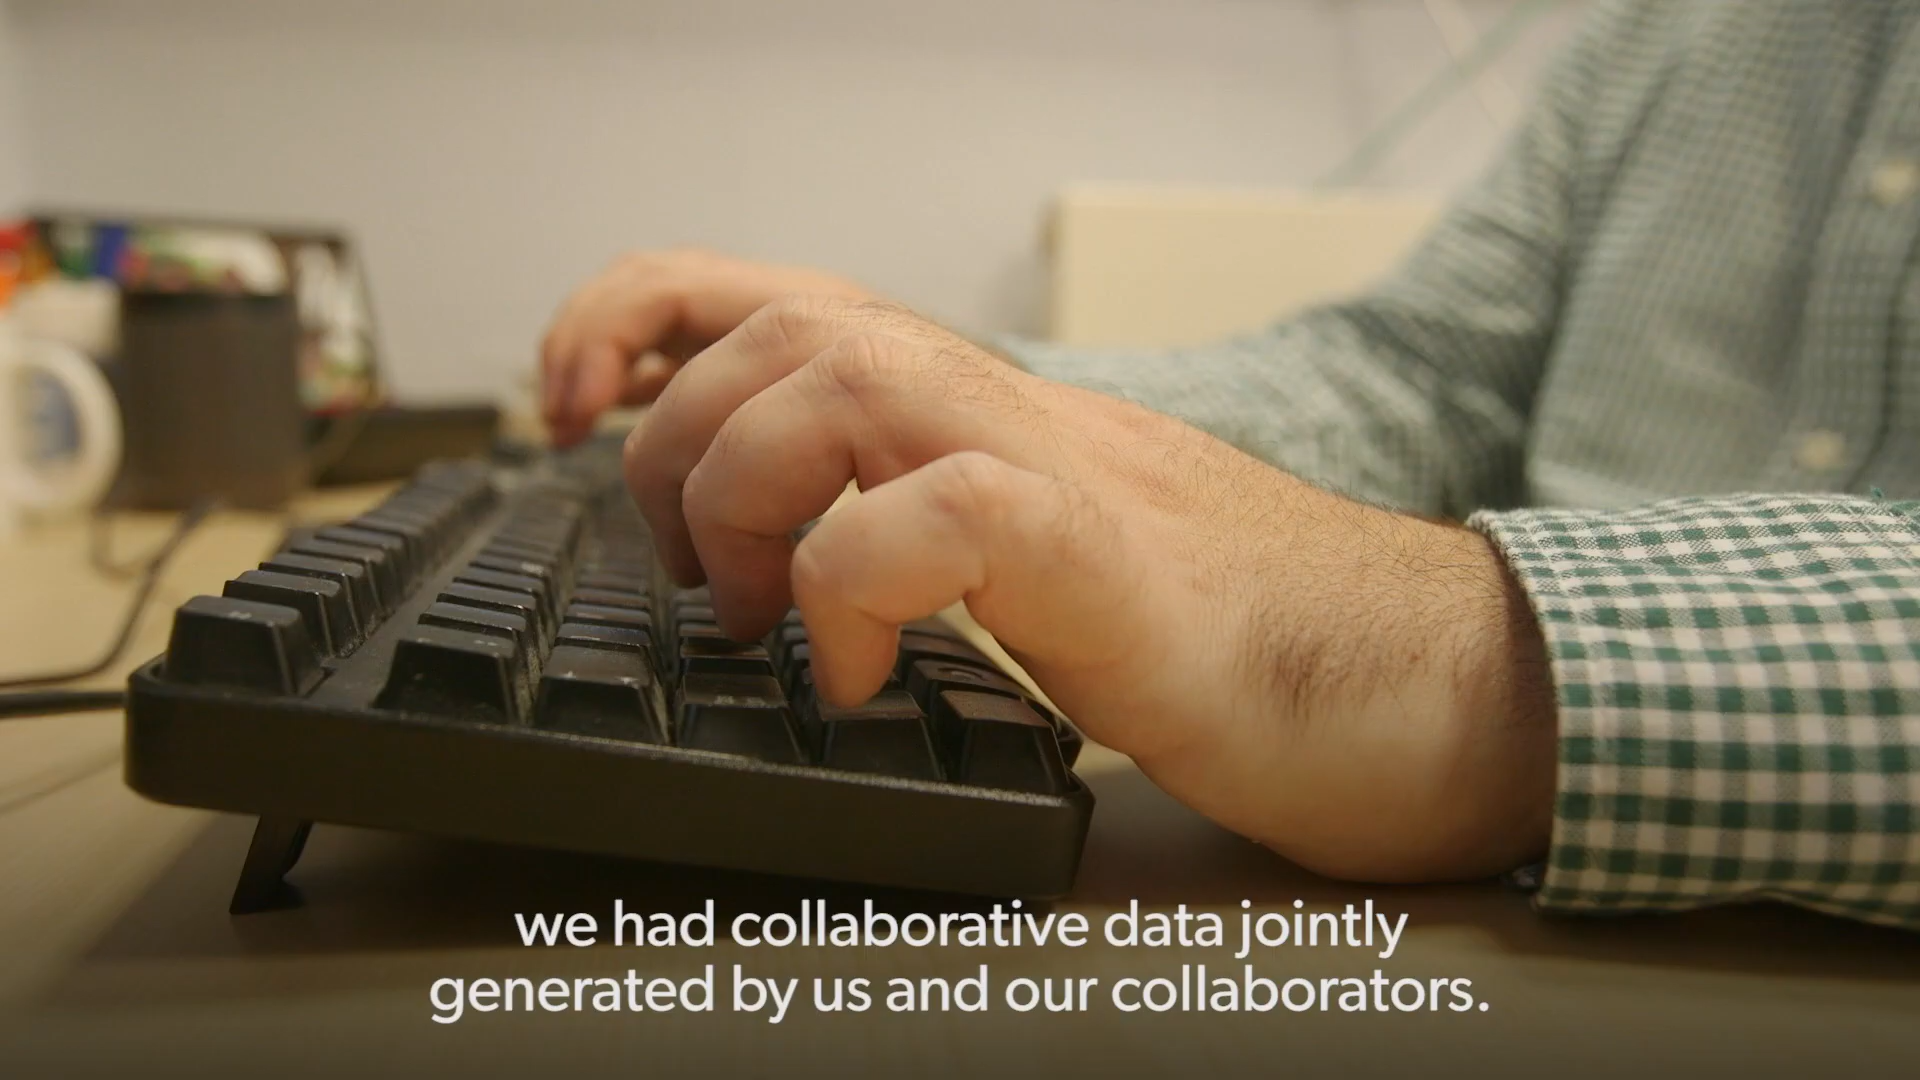 we had collaborative data jointly
generated by us and our collaborators.